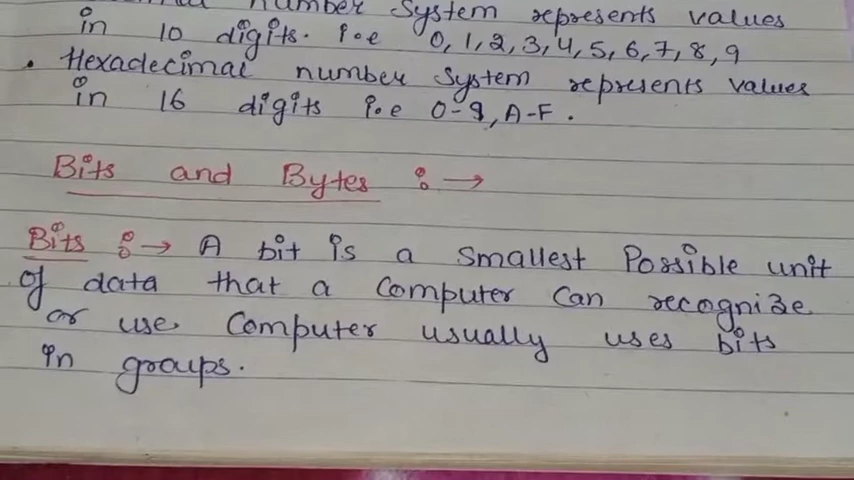 number System represents values
in 10 digits. i.e 0,1,2,3,4,5,6,7,8,9
. Hexadecimal number System represents values
in 16 digits i.e 0-9, A-F.
Bits and Bytes :→
Bits :→ A bit is a Smallest Possible unit
of data that a Computer Can recognize
or use. Computer usually uses bits
in groups.